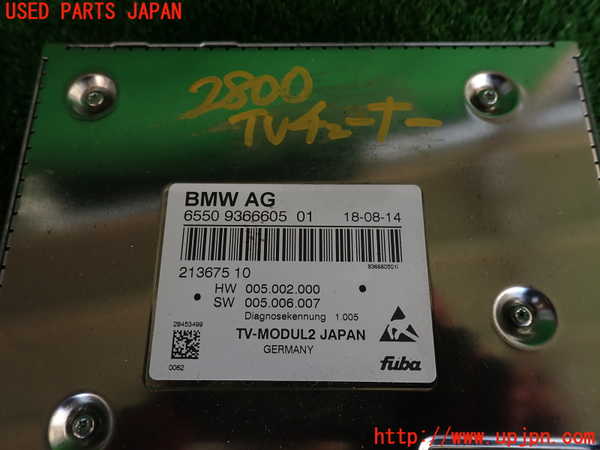 USED PARTS JAPAN
2800
TVチューナー
BMW AG
6550 9366605 01 18-08-14
213675 10
HW 005.002.000
SW 005.006.007
Diagnosekennung 1.005
28453499
TV-MODUL2 JAPAN
GERMANY
0062
fuba
http://www.upjpn.com/